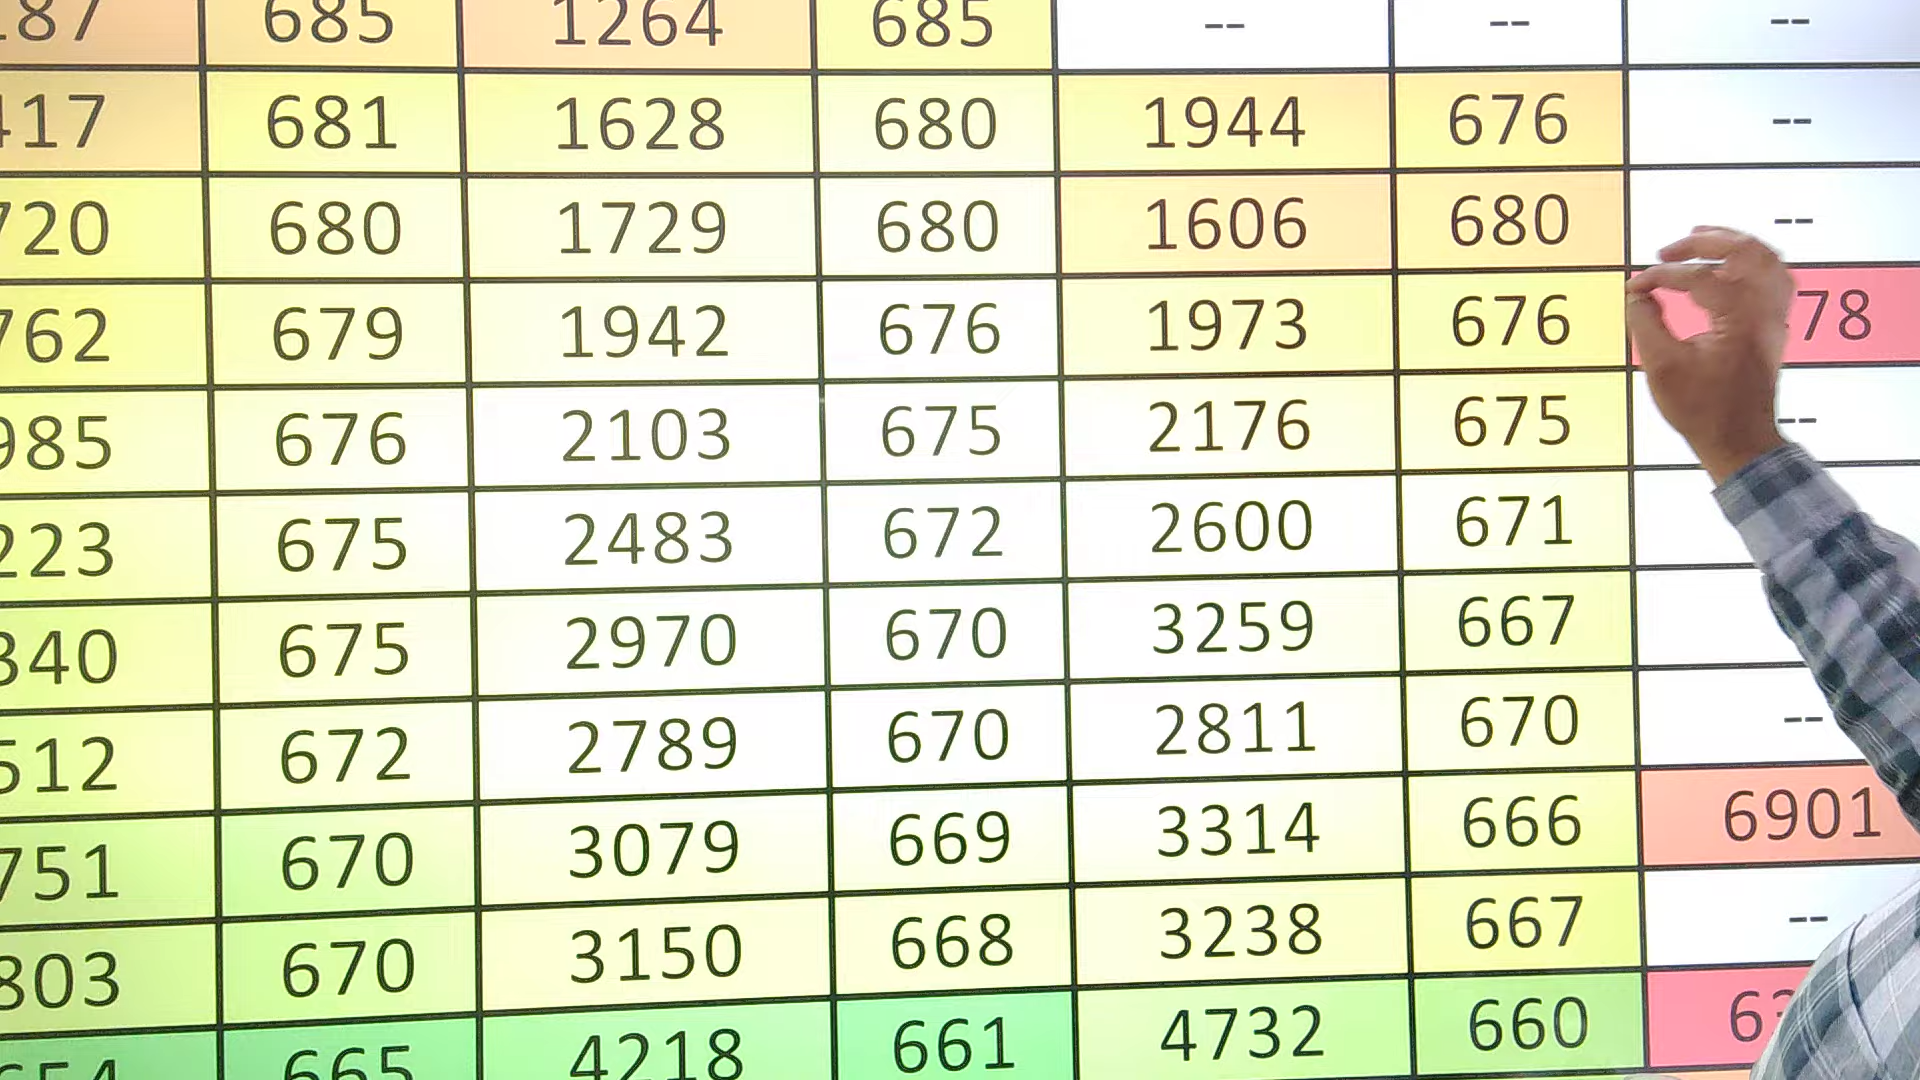 87 685 1264 685 -- -- --
417 681 1628 680 1944 676 --
720 680 1729 680 1606 680 --
762 679 1942 676 1973 676 78
985 676 2103 675 2176 675 --
223 675 2483 672 2600 671
340 675 2970 670 3259 667
512 672 2789 670 2811 670 --
751 670 3079 669 3314 666 6901
803 670 3150 668 3238 667 --
665 4218 661 4732 660